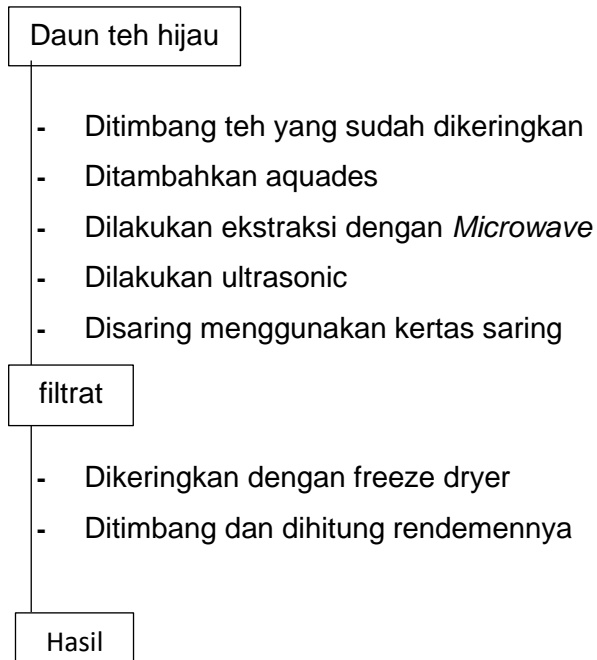 Daun teh hijau
- Ditimbang teh yang sudah dikeringkan
- Ditambahkan aquades
- Dilakukan ekstraksi dengan Microwave
- Dilakukan ultrasonic
- Disaring menggunakan kertas saring
filtrat
- Dikeringkan dengan freeze dryer
- Ditimbang dan dihitung rendemennya
Hasil